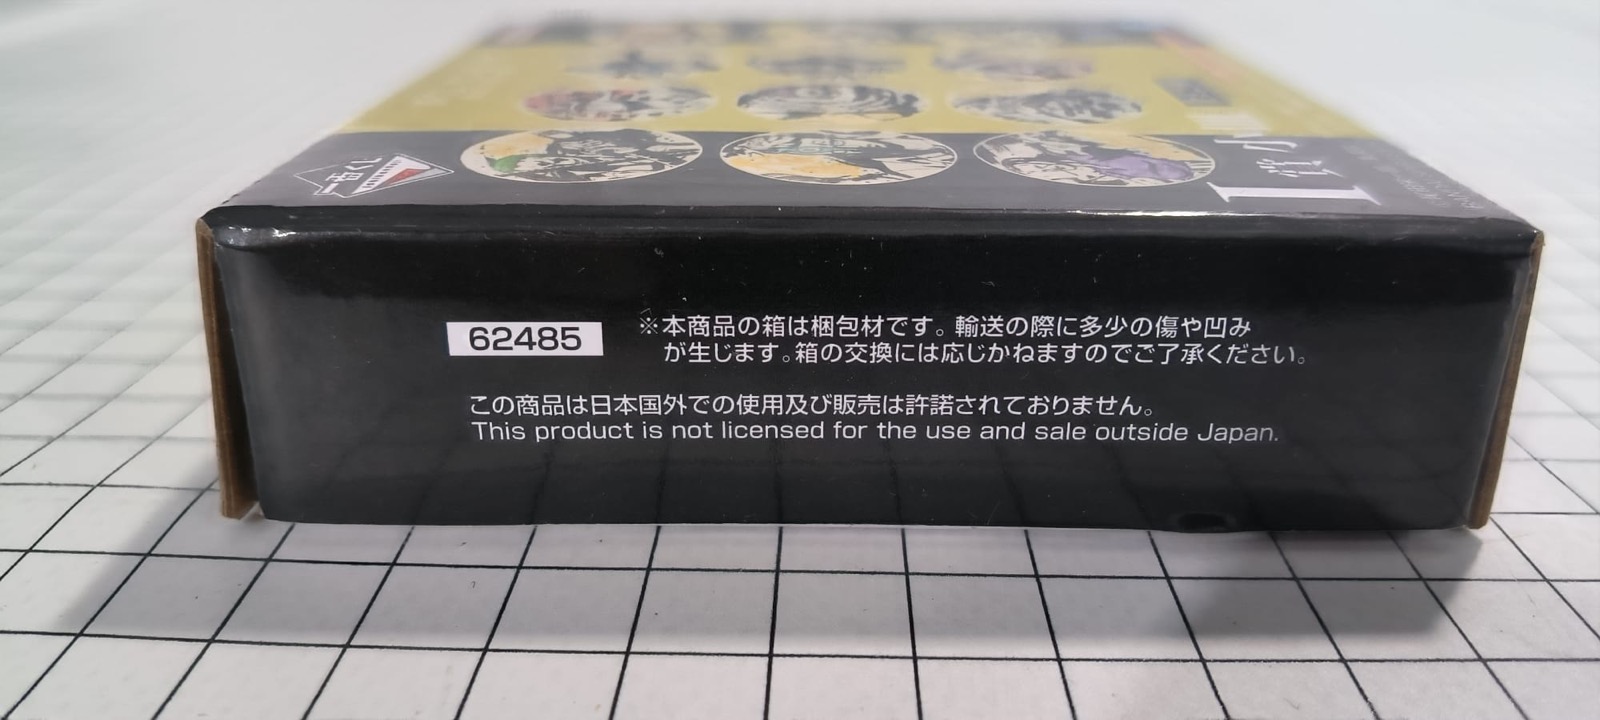 一番くじ
62485
※本商品の箱は梱包材です。輸送の際に多少の傷や凹み
が生じます。箱の交換には応じかねますのでご了承ください。
この商品は日本国外での使用及び販売は許諾されておりません。
This product is not licensed for the use and sale outside Japan.